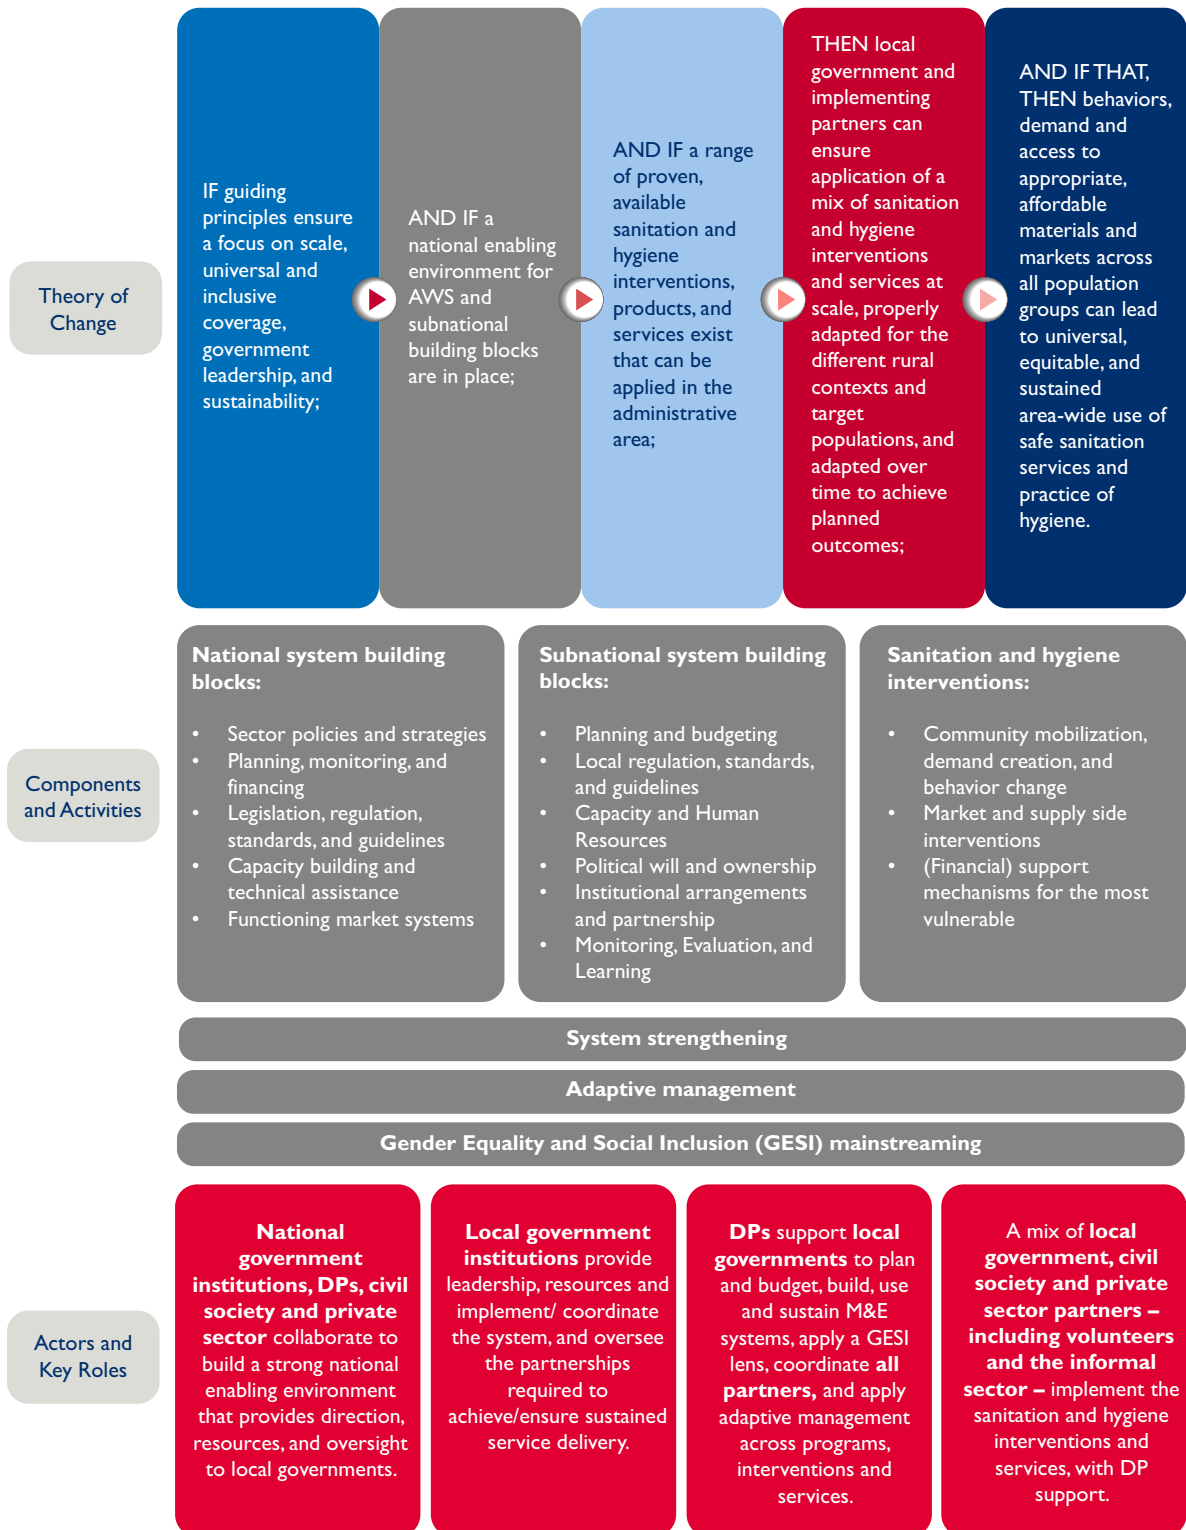 Theory of
Change
IF guiding
principles ensure
a focus on scale,
universal and
inclusive
coverage,
government
leadership, and
sustainability;
AND IF a
national enabling
environment for
AWS and
subnational
building blocks
are in place;
AND IF a range
of proven,
available
sanitation and
hygiene
interventions,
products, and
services exist
that can be
applied in the
administrative
area;
THEN local
government and
implementing
partners can
ensure
application of a
mix of sanitation
and hygiene
interventions
and services at
scale, properly
adapted for the
different rural
contexts and
target
populations, and
adapted over
time to achieve
planned
outcomes;
AND IF THAT,
THEN behaviors,
demand and
access to
appropriate,
affordable
materials and
markets across
all population
groups can lead
to universal,
equitable, and
sustained
area-wide use of
safe sanitation
services and
practice of
hygiene.
Components
and Activities
National system building
blocks:
• Sector policies and strategies
• Planning, monitoring, and
financing
• Legislation, regulation,
standards, and guidelines
• Capacity building and
technical assistance
• Functioning market systems
Subnational system building
blocks:
• Planning and budgeting
• Local regulation, standards,
and guidelines
• Capacity and Human
Resources
• Political will and ownership
• Institutional arrangements
and partnership
• Monitoring, Evaluation, and
Learning
Sanitation and hygiene
interventions:
• Community mobilization,
demand creation, and
behavior change
• Market and supply side
interventions
• (Financial) support
mechanisms for the most
vulnerable
System strengthening
Adaptive management
Gender Equality and Social Inclusion (GESI) mainstreaming
Actors and
Key Roles
National
government
institutions, DPs, civil
society and private
sector collaborate to
build a strong national
enabling environment
that provides direction,
resources, and oversight
to local governments.
Local government
institutions provide
leadership, resources and
implement/ coordinate
the system, and oversee
the partnerships
required to
achieve/ensure sustained
service delivery.
DPs support local
governments to plan
and budget, build, use
and sustain M&E
systems, apply a GESI
lens, coordinate all
partners, and apply
adaptive management
across programs,
interventions and
services.
A mix of local
government, civil
society and private
sector partners –
including volunteers
and the informal
sector – implement the
sanitation and hygiene
interventions and
services, with DP
support.